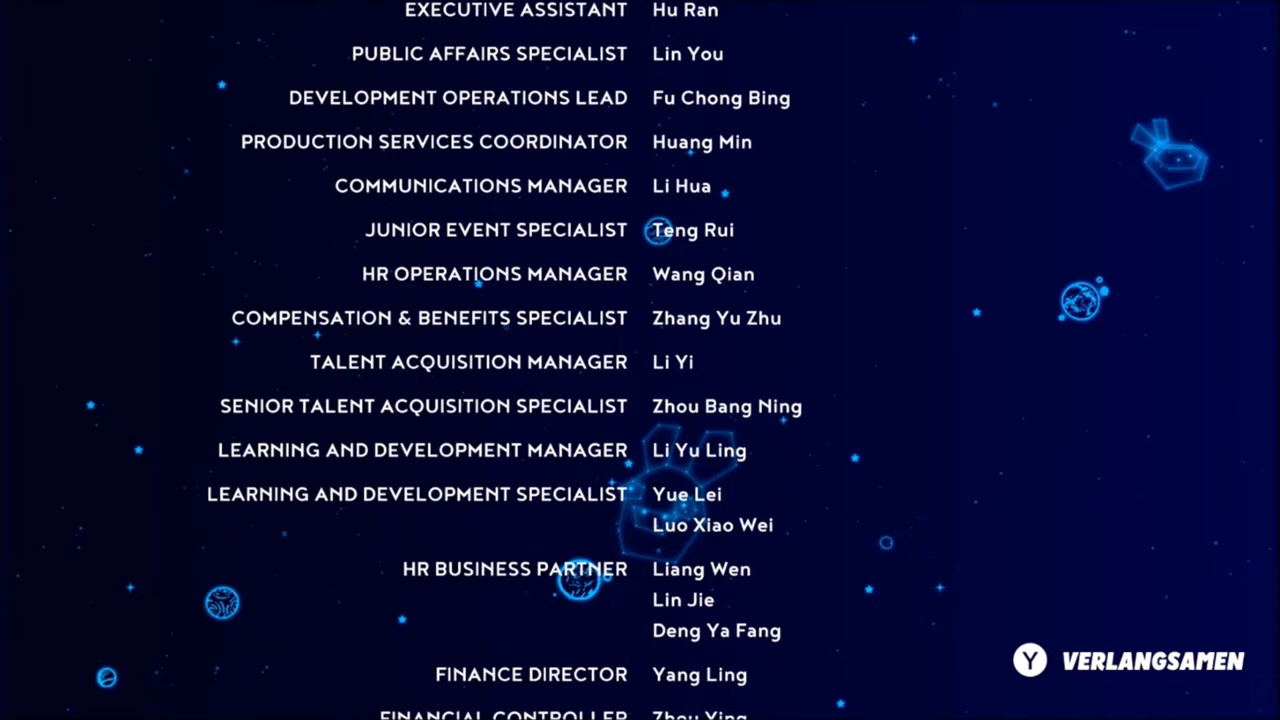 EXECUTIVE ASSISTANT Hu Ran
PUBLIC AFFAIRS SPECIALIST Lin You
DEVELOPMENT OPERATIONS LEAD Fu Chong Bing
PRODUCTION SERVICES COORDINATOR Huang Min
COMMUNICATIONS MANAGER Li Hua
JUNIOR EVENT SPECIALIST Teng Rui
HR OPERATIONS MANAGER Wang Qian
COMPENSATION & BENEFITS SPECIALIST Zhang Yu Zhu
TALENT ACQUISITION MANAGER Li Yi
SENIOR TALENT ACQUISITION SPECIALIST Zhou Bang Ning
LEARNING AND DEVELOPMENT MANAGER Li Yu Ling
LEARNING AND DEVELOPMENT SPECIALIST Yue Lei
Luo Xiao Wei
HR BUSINESS PARTNER Liang Wen
Lin Jie
Deng Ya Fang
Y VERLANGSAMEN
FINANCE DIRECTOR Yang Ling
FINANCIAL CONTROLLER Zhou Ying